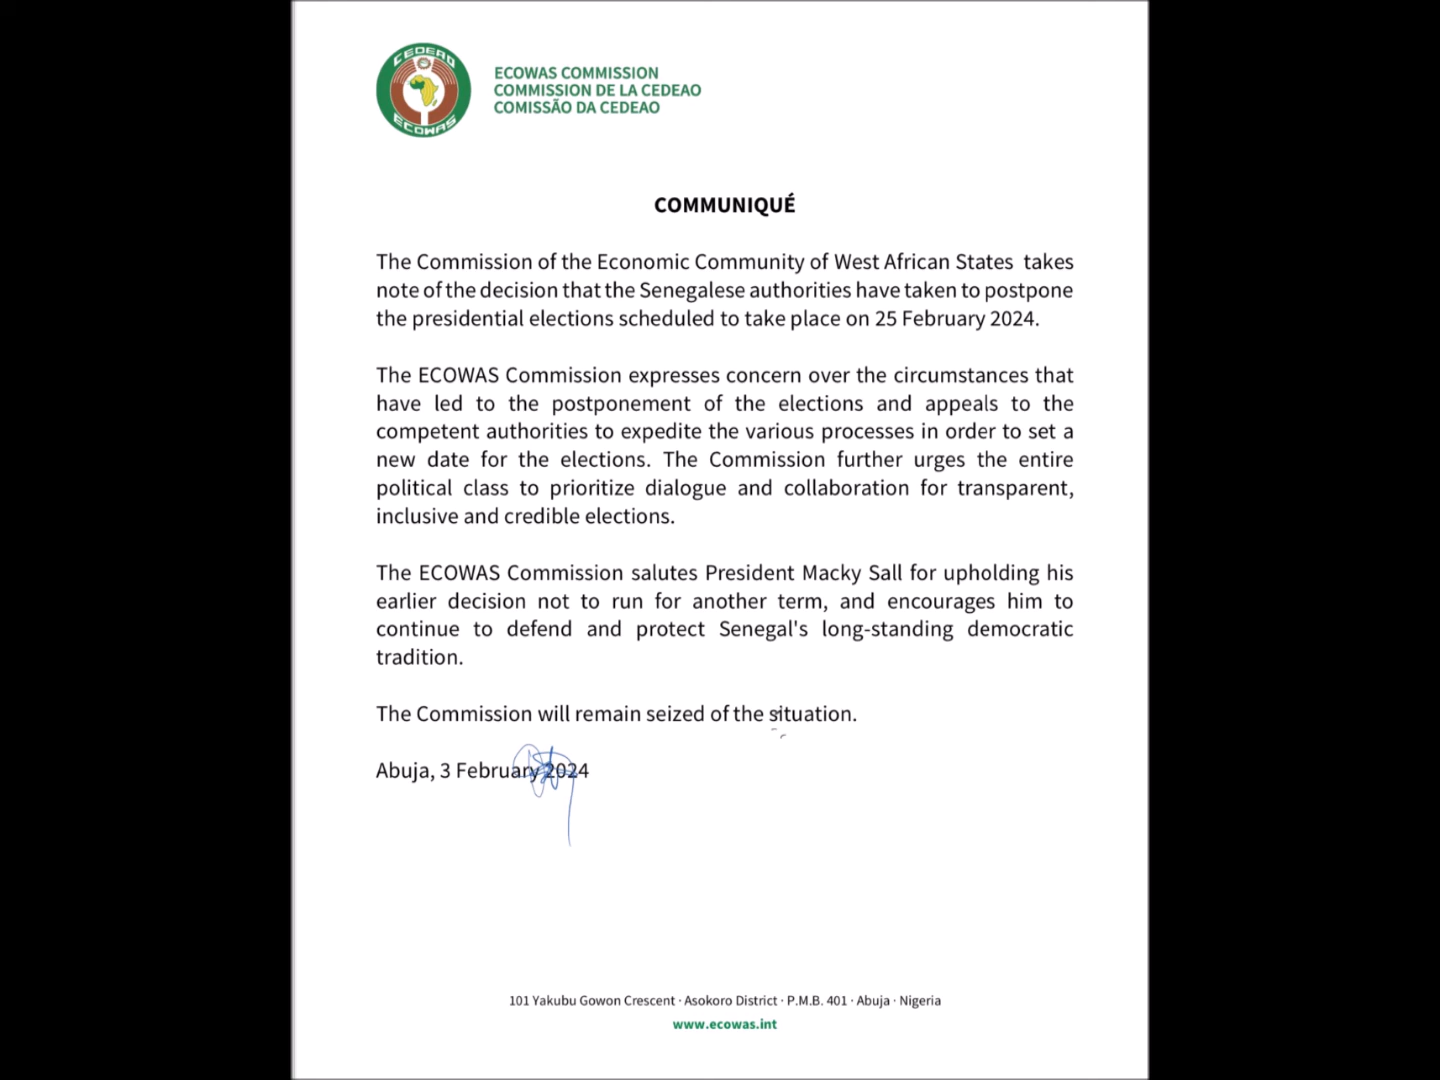 CEDEAO
ECOWAS
ECOWAS COMMISSION
COMMISSION DE LA CEDEAO
COMISSÃO DA CEDEAO
COMMUNIQUÉ
The Commission of the Economic Community of West African States takes
note of the decision that the Senegalese authorities have taken to postpone
the presidential elections scheduled to take place on 25 February 2024.
The ECOWAS Commission expresses concern over the circumstances that
have led to the postponement of the elections and appeals to the
competent authorities to expedite the various processes in order to set a
new date for the elections. The Commission further urges the entire
political class to prioritize dialogue and collaboration for transparent,
inclusive and credible elections.
The ECOWAS Commission salutes President Macky Sall for upholding his
earlier decision not to run for another term, and encourages him to
continue to defend and protect Senegal's long-standing democratic
tradition.
The Commission will remain seized of the situation.
Abuja, 3 February 2024
101 Yakubu Gowon Crescent · Asokoro District · P.M.B. 401 · Abuja · Nigeria
www.ecowas.int